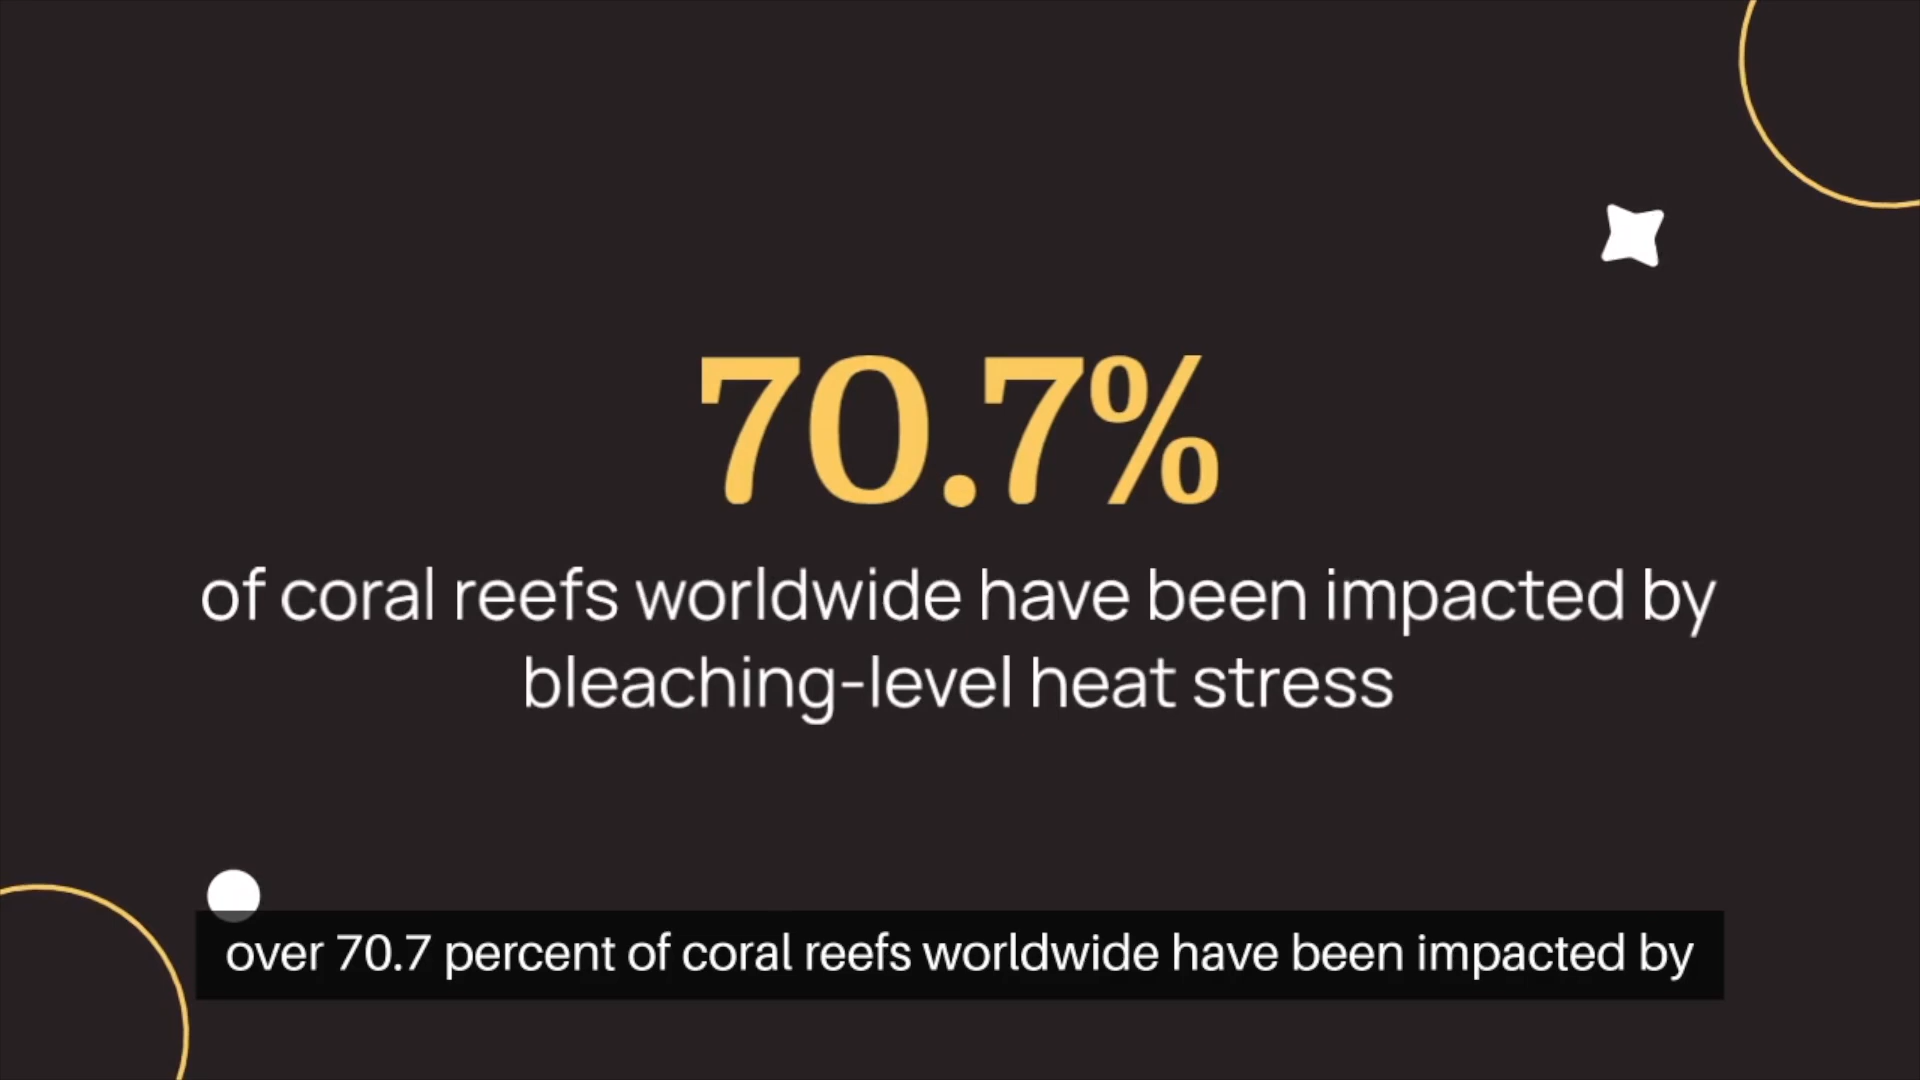 70.7%
of coral reefs worldwide have been impacted by
bleaching-level heat stress
over 70.7 percent of coral reefs worldwide have been impacted by